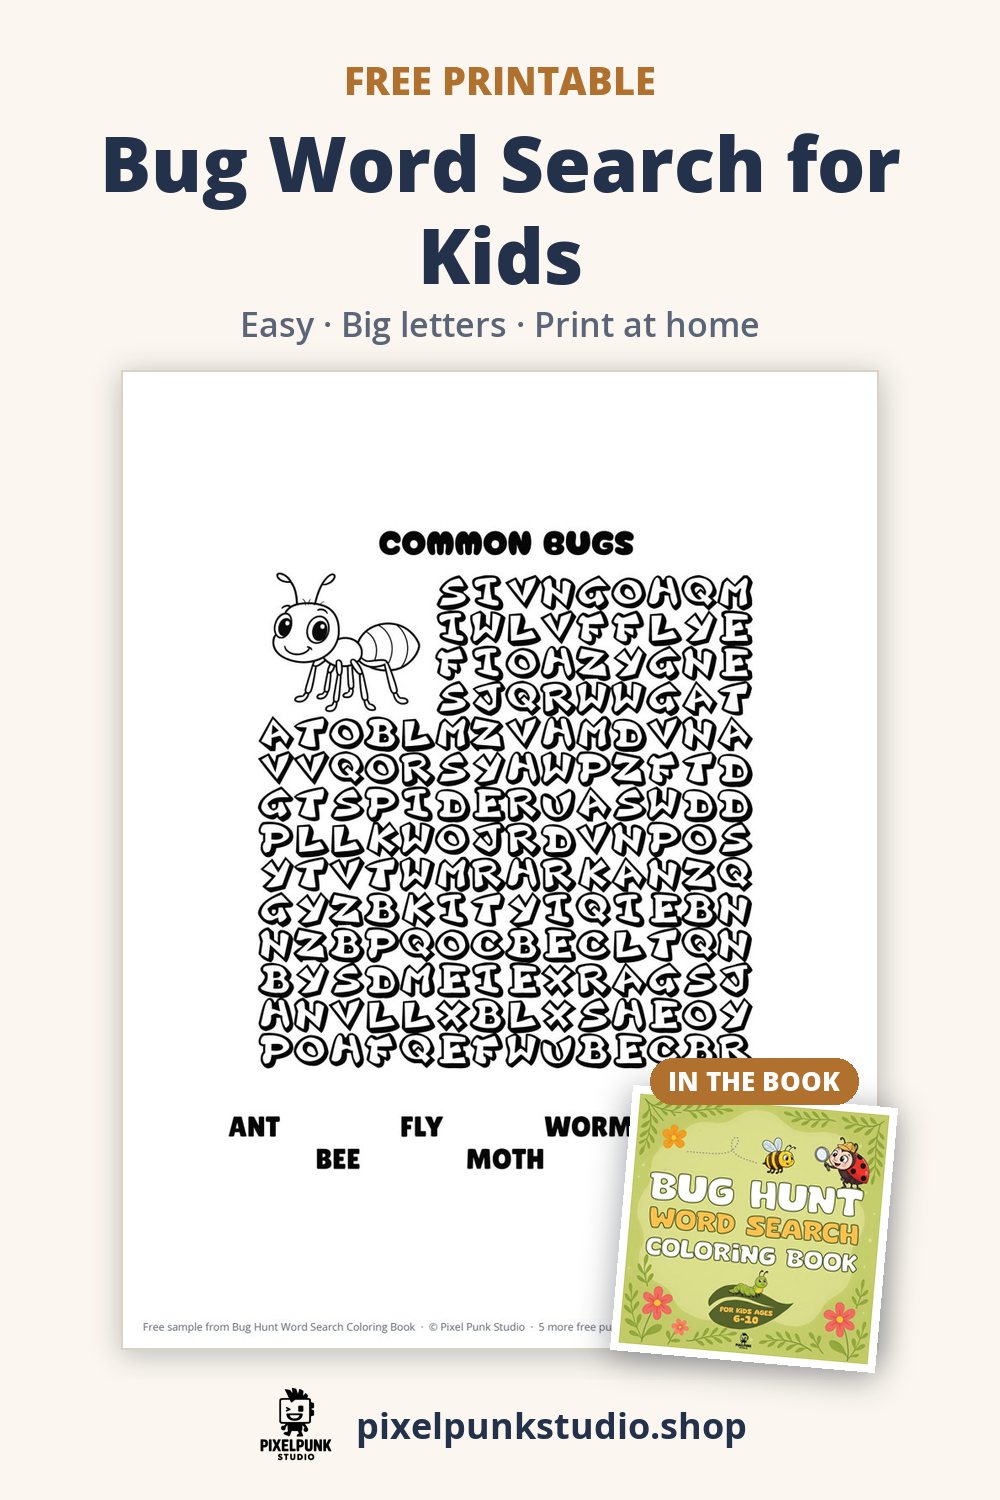 FREE PRINTABLE
Bug Word Search for
Kids
Easy · Big letters · Print at home
COMMON BUGS
SIVNGOHQM
IWLVFFLYE
FIOHZYGNE
SJQRWWGAT
ATOBLMZVHMDVNA
VVQORSYHWPZFTD
GTSPIDERUASWDD
PLLKWOJRDVNPOS
YTVTWMRHRKANZQ
GYZBKITYIQIEBN
NZBPQOCBECLTQN
BYSDMEIEXRAGSJ
HNVLLXBLXSHEOY
POHFQEFWUBECBR
ANT FLY WORM
BEE MOTH
IN THE BOOK
BUG HUNT
WORD SEARCH
COLORING BOOK
FOR KIDS AGES
6-10
Free sample from Bug Hunt Word Search Coloring Book · © Pixel Punk Studio · 5 more free
PIXELPUNK
STUDIO
pixelpunkstudio.shop